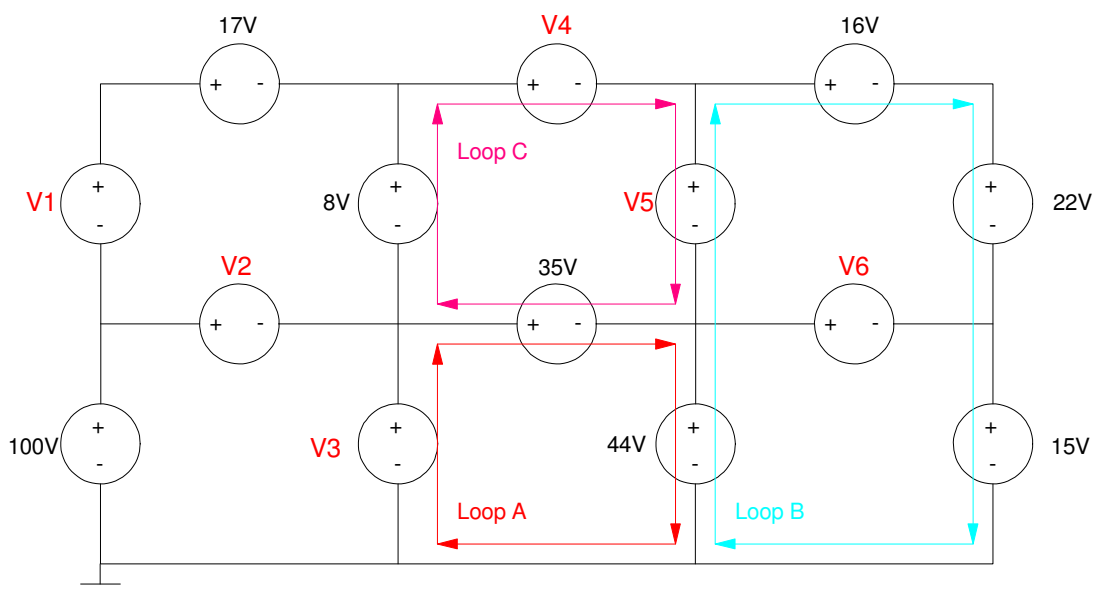 17V
V4
16V
+ -
+ -
+ -
Loop C
V1
+
-
8V
+
-
V5
+
-
+
-
22V
V2
35V
V6
+ -
+ -
+ -
100V
+
-
V3
+
-
44V
+
-
+
-
15V
Loop A
Loop B